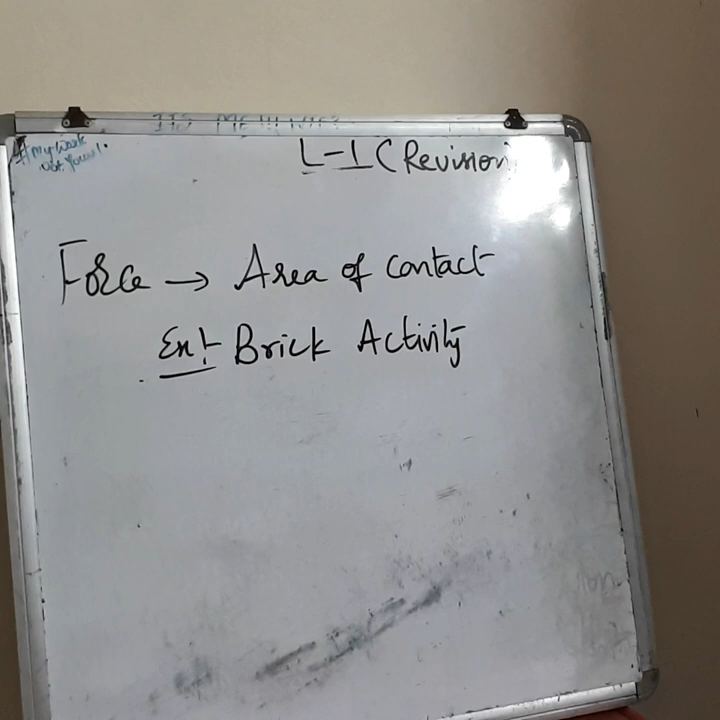 L-1 (Revision)
Force → Area of contact
Ex:- Brick Activity